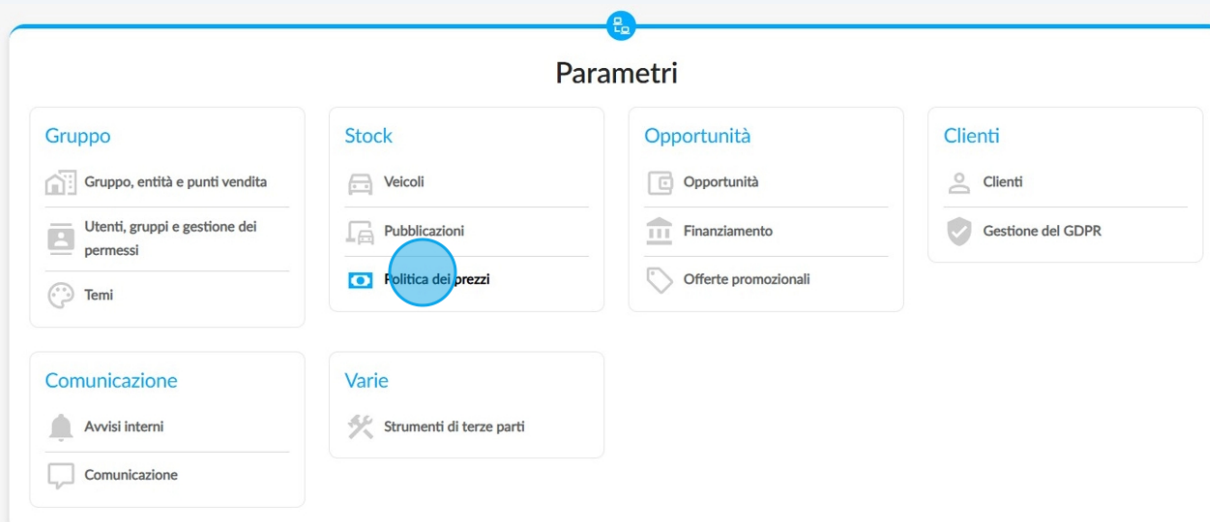 Parametri
Gruppo
Gruppo, entità e punti vendita
Utenti, gruppi e gestione dei
permessi
Temi
Stock
Veicoli
Pubblicazioni
Politica dei prezzi
Opportunità
Opportunità
Finanziamento
Offerte promozionali
Clienti
Clienti
Gestione del GDPR
Comunicazione
Avvisi interni
Comunicazione
Varie
Strumenti di terze parti